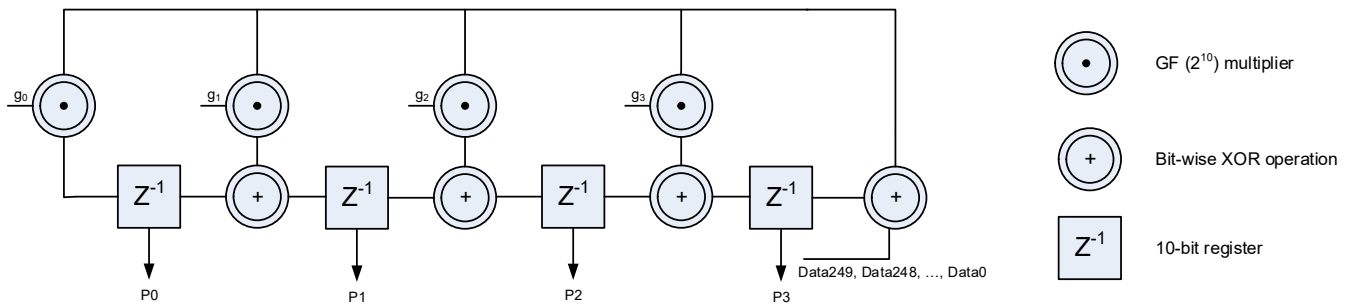 g0
g1
g2
g3
Z-1
+
Z-1
+
Z-1
+
Z-1
+
Data249, Data248, ..., Data0
P0
P1
P2
P3
GF (2^10) multiplier
+
Bit-wise XOR operation
Z-1
10-bit register